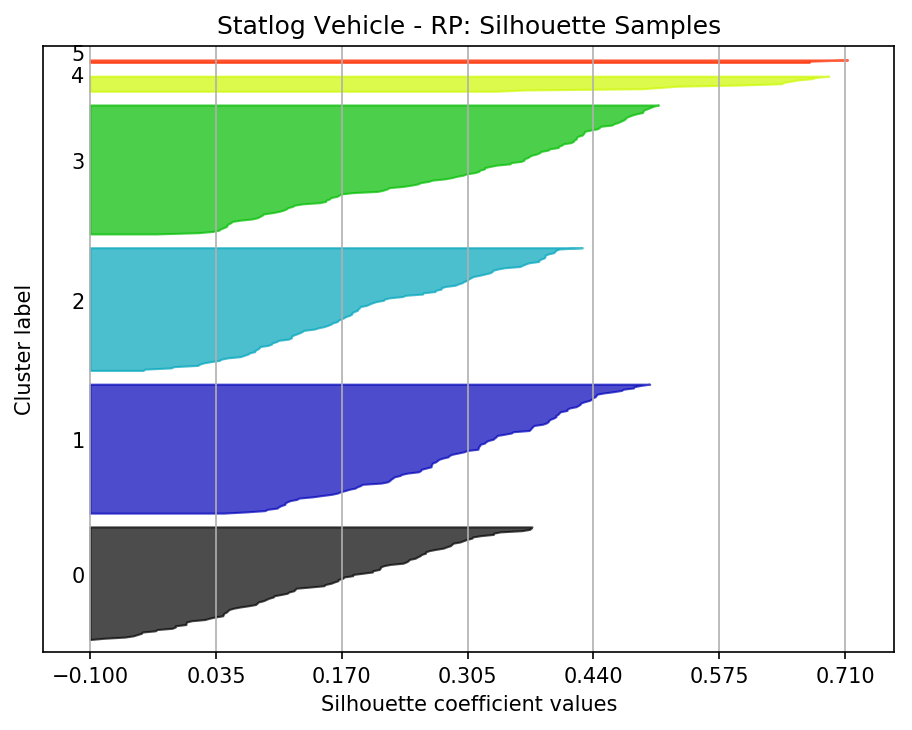 Statlog Vehicle - RP: Silhouette Samples
5
4
3
2
1
0
Cluster label
−0.100 0.035 0.170 0.305 0.440 0.575 0.710
Silhouette coefficient values